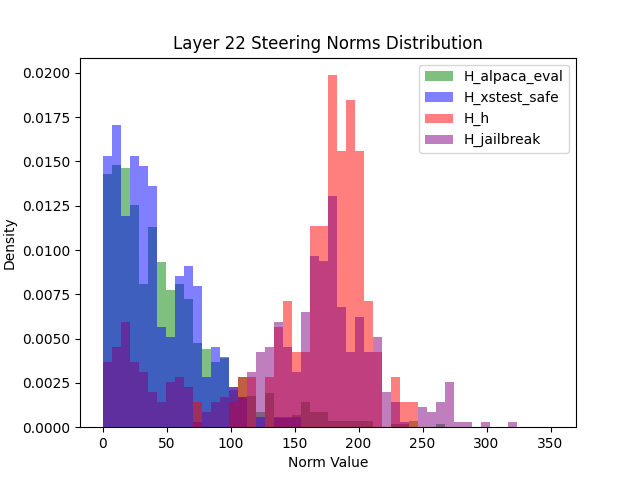 Layer 22 Steering Norms Distribution
H_alpaca_eval
H_xstest_safe
H_h
H_jailbreak
Density
0.0200
0.0175
0.0150
0.0125
0.0100
0.0075
0.0050
0.0025
0.0000
0 50 100 150 200 250 300 350
Norm Value